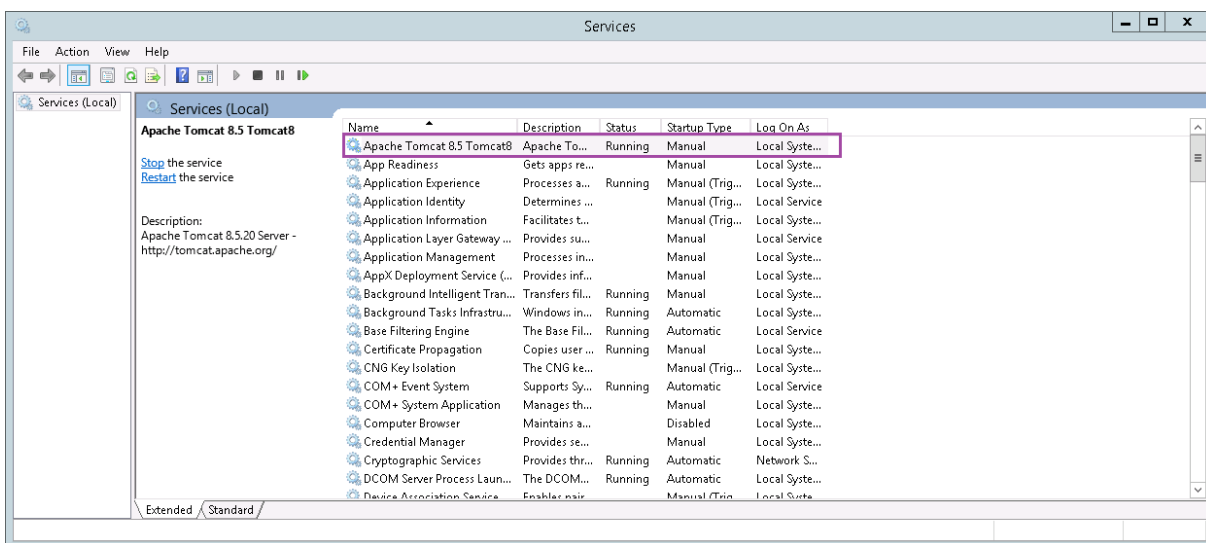 Services
File Action View Help
Services (Local)
Services (Local)
Apache Tomcat 8.5 Tomcat8
Stop the service
Restart the service
Description:
Apache Tomcat 8.5.20 Server -
http://tomcat.apache.org/
Name Description Status Startup Type Log On As
Apache Tomcat 8.5 Tomcat8 Apache To... Running Manual Local Syste...
App Readiness Gets apps re... Manual Local Syste...
Application Experience Processes a... Running Manual (Trig... Local Syste...
Application Identity Determines ... Manual (Trig... Local Service
Application Information Facilitates t... Manual (Trig... Local Syste...
Application Layer Gateway ... Provides su... Manual Local Service
Application Management Processes in... Manual Local Syste...
AppX Deployment Service (... Provides inf... Manual Local Syste...
Background Intelligent Tran... Transfers fil... Running Manual Local Syste...
Background Tasks Infrastru... Windows in... Running Automatic Local Syste...
Base Filtering Engine The Base Fil... Running Automatic Local Service
Certificate Propagation Copies user ... Running Manual Local Syste...
CNG Key Isolation The CNG ke... Manual (Trig... Local Syste...
COM+ Event System Supports Sy... Running Automatic Local Service
COM+ System Application Manages th... Manual Local Syste...
Computer Browser Maintains a... Disabled Local Syste...
Credential Manager Provides se... Manual Local Syste...
Cryptographic Services Provides thr... Running Automatic Network S...
DCOM Server Process Laun... The DCOM... Running Automatic Local Syste...
Device Association Service Enables pair Manual (Trig Local Syste
Extended Standard